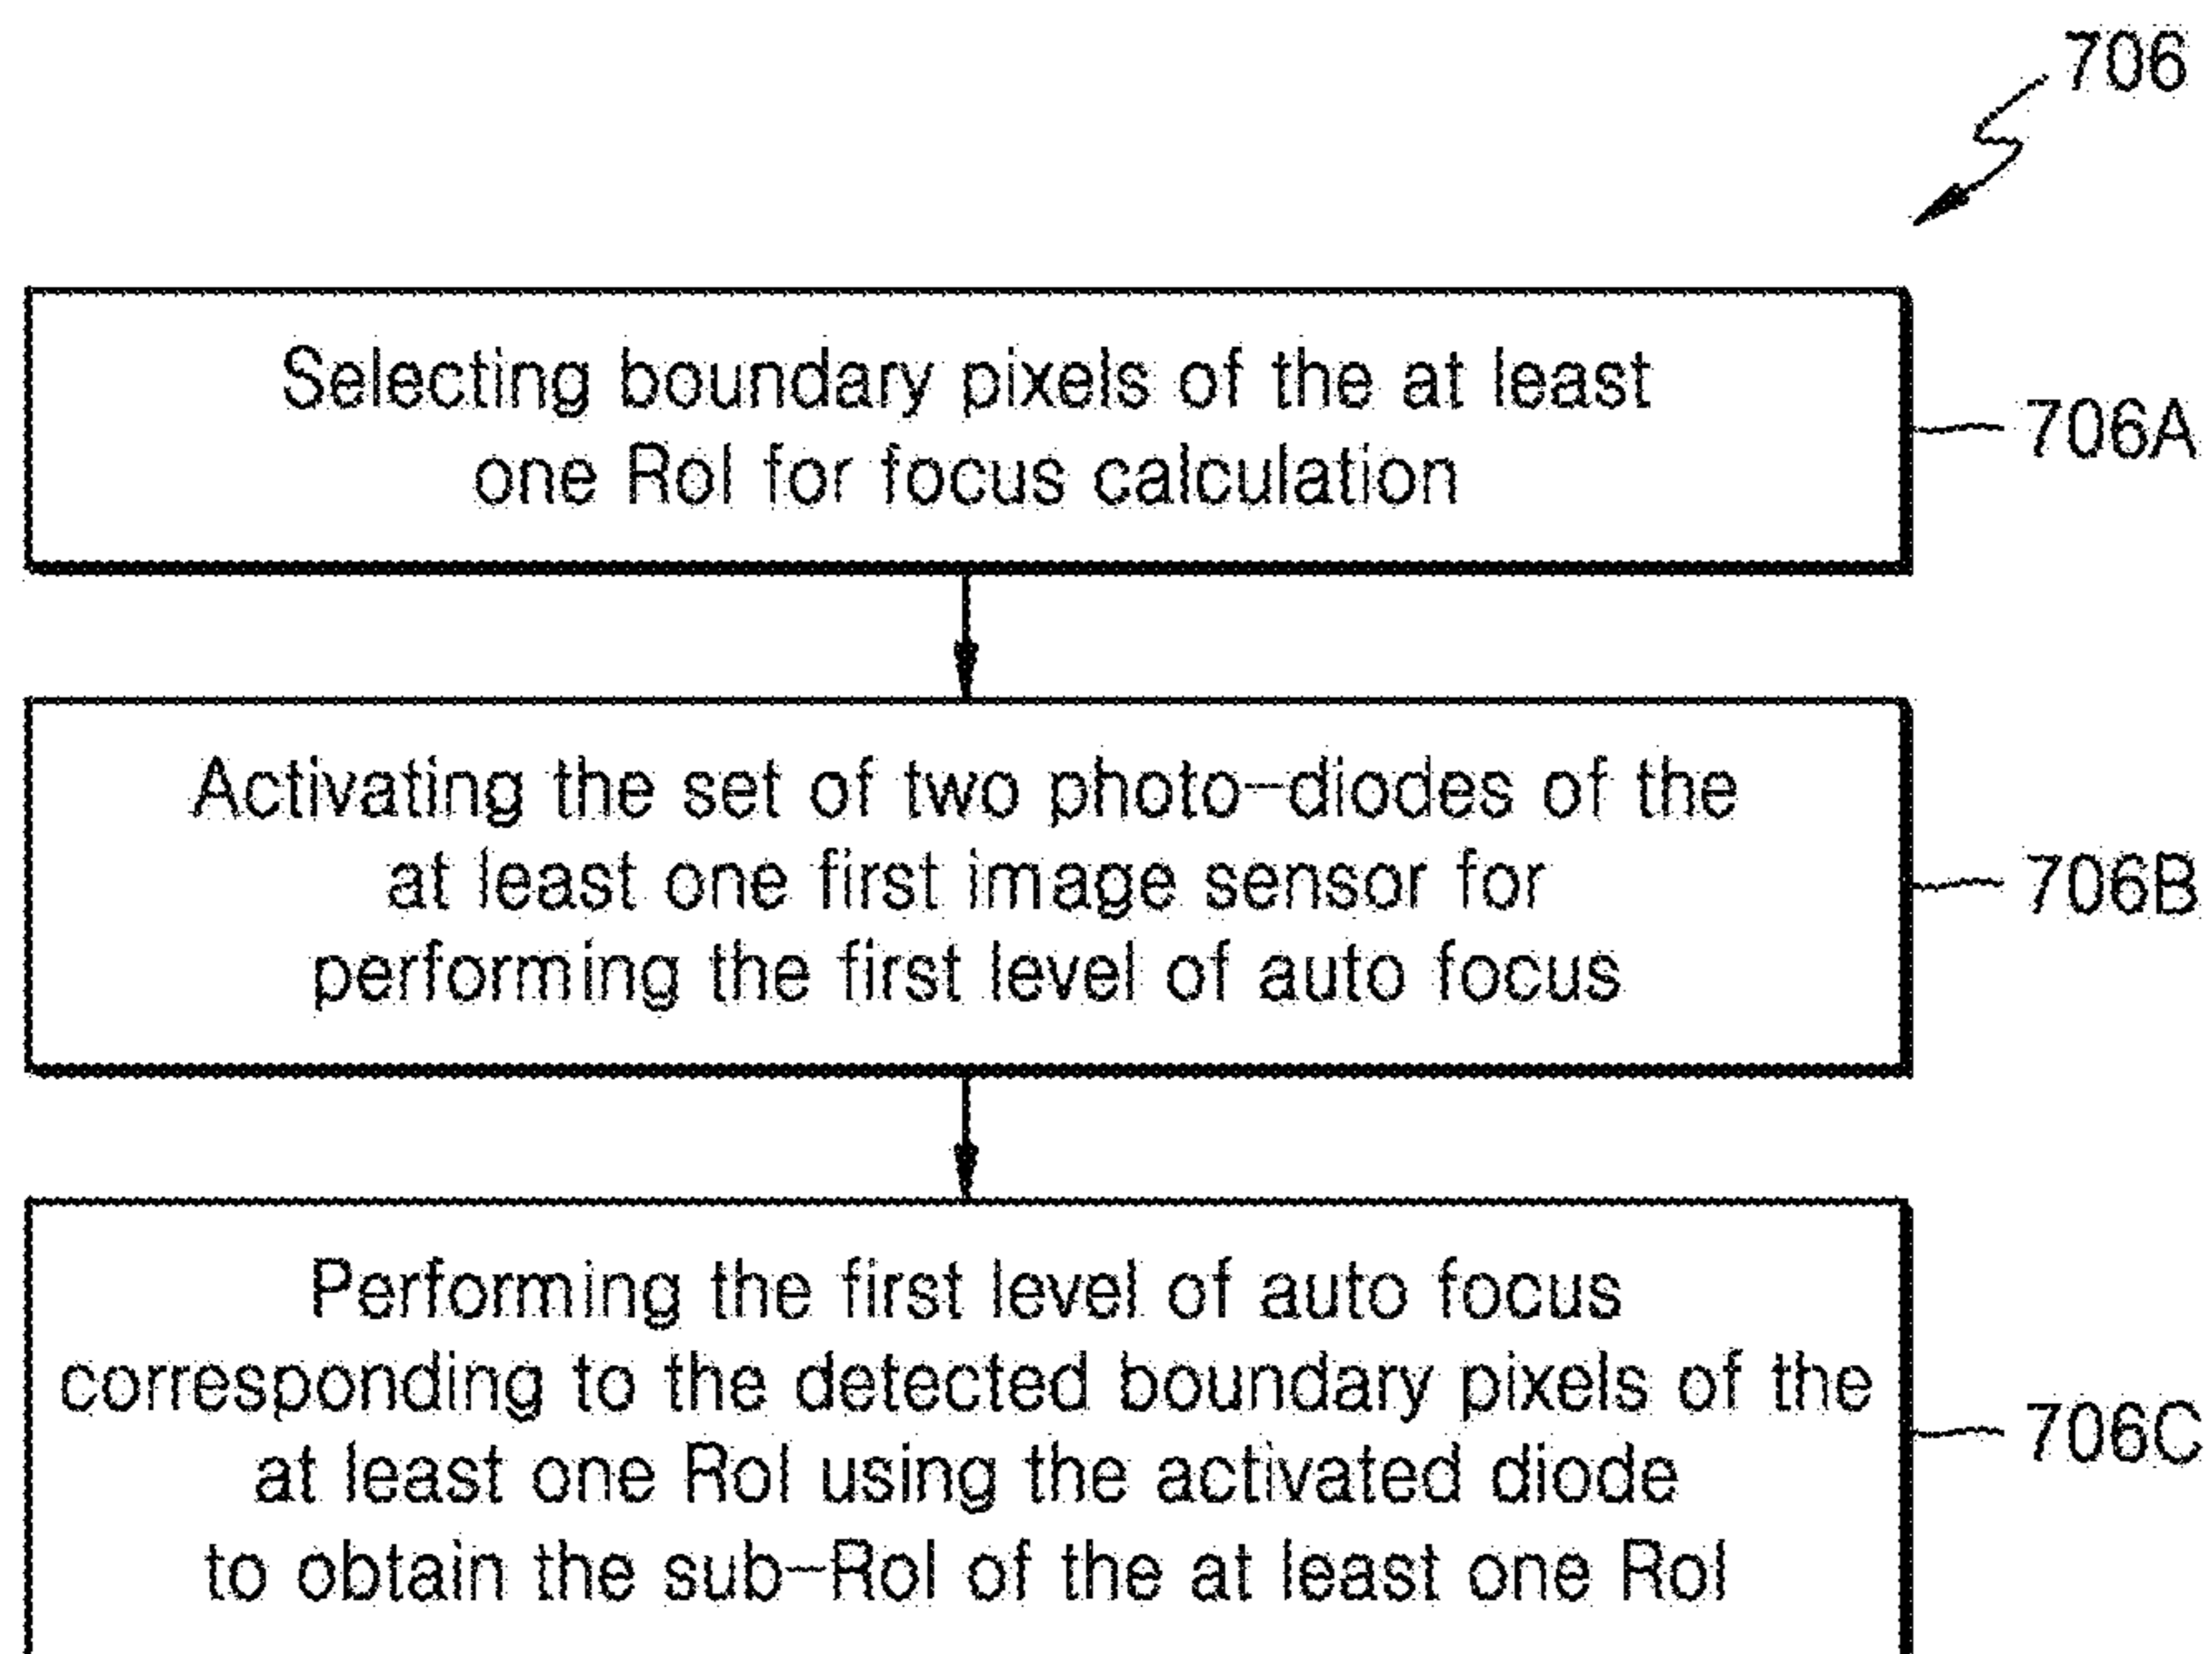 706
Selecting boundary pixels of the at least
one RoI for focus calculation
706A
Activating the set of two photo-diodes of the
at least one first image sensor for
performing the first level of auto focus
706B
Performing the first level of auto focus
corresponding to the detected boundary pixels of the
at least one RoI using the activated diode
to obtain the sub-RoI of the at least one RoI
706C